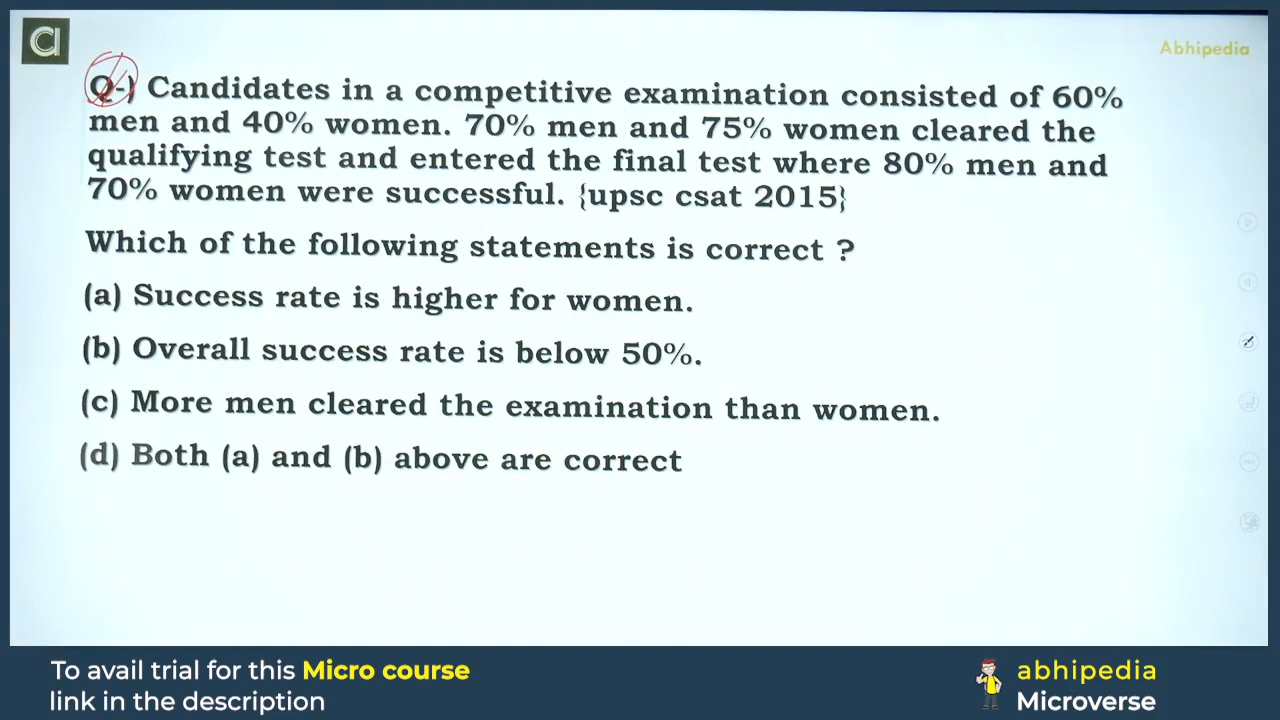 a
Abhipedia
Q-) Candidates in a competitive examination consisted of 60%
men and 40% women. 70% men and 75% women cleared the
qualifying test and entered the final test where 80% men and
70% women were successful. {upsc csat 2015}
Which of the following statements is correct ?
(a) Success rate is higher for women.
(b) Overall success rate is below 50%.
(c) More men cleared the examination than women.
(d) Both (a) and (b) above are correct
To avail trial for this Micro course
link in the description
abhipedia
Microverse